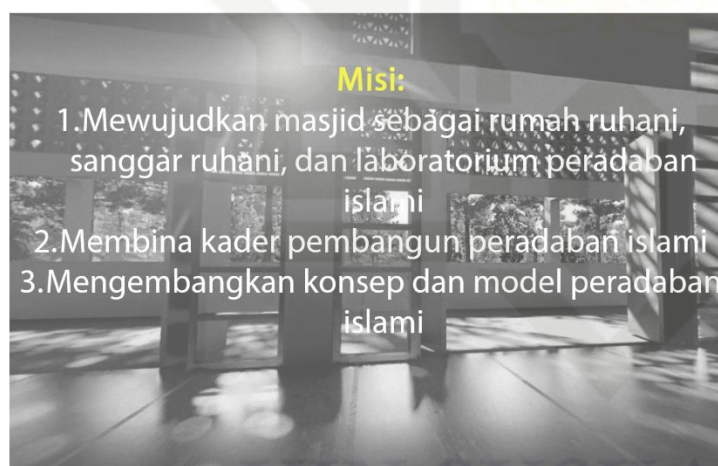 Misi:
1.Mewujudkan masjid sebagai rumah ruhani,
sanggar ruhani, dan laboratorium peradaban
islami
2.Membina kader pembangun peradaban islami
3.Mengembangkan konsep dan model peradaban
islami